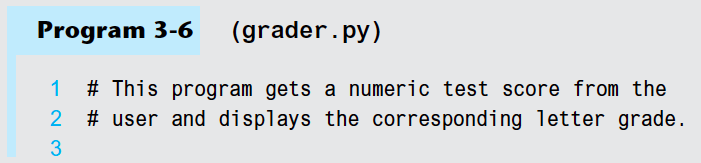 Program 3-6 (grader.py)
1 # This program gets a numeric test score from the
2 # user and displays the corresponding letter grade.
3